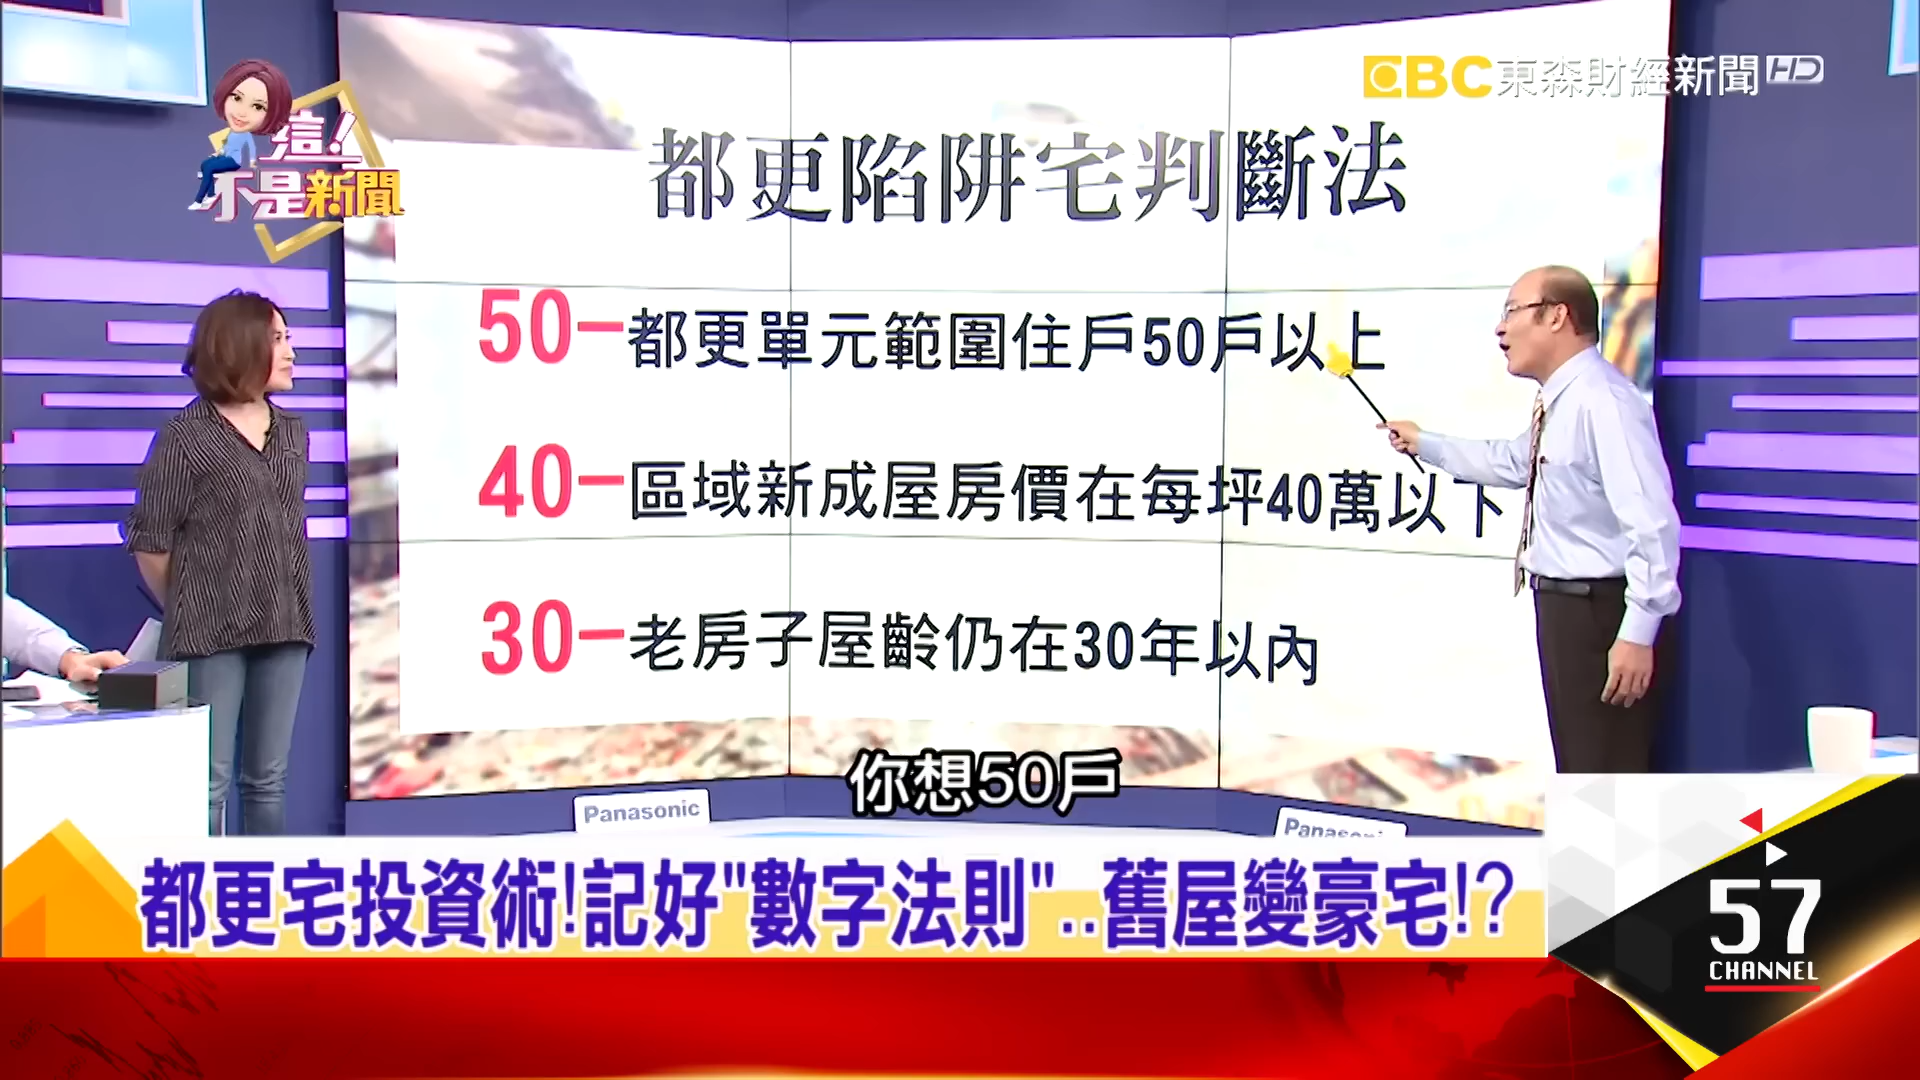 EBC東森財經新聞HD
這!
不是新聞
都更陷阱宅判斷法
50-都更單元範圍住戶50戶以上
40-區域新成屋房價在每坪40萬以下
30-老房子屋齡仍在30年以內
你想50戶
Panasonic
Panasonic
都更宅投資術!記好"數字法則"..舊屋變豪宅!?
57
CHANNEL